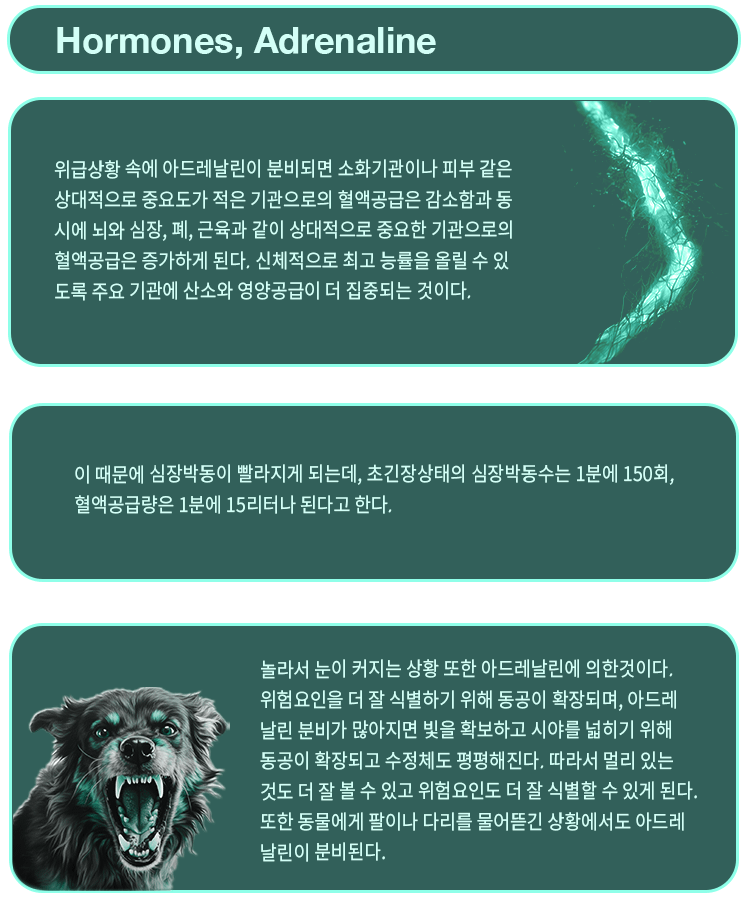 Hormones, Adrenaline
위급상황 속에 아드레날린이 분비되면 소화기관이나 피부 같은
상대적으로 중요도가 적은 기관으로의 혈액공급은 감소함과 동
시에 뇌와 심장, 폐, 근육과 같이 상대적으로 중요한 기관으로의
혈액공급은 증가하게 된다. 신체적으로 최고 능률을 올릴 수 있
도록 주요 기관에 산소와 영양공급이 더 집중되는 것이다.
이 때문에 심장박동이 빨라지게 되는데, 초긴장상태의 심장박동수는 1분에 150회,
혈액공급량은 1분에 15리터나 된다고 한다.
놀라서 눈이 커지는 상황 또한 아드레날린에 의한것이다.
위험요인을 더 잘 식별하기 위해 동공이 확장되며, 아드레
날린 분비가 많아지면 빛을 확보하고 시야를 넓히기 위해
동공이 확장되고 수정체도 평평해진다. 따라서 멀리 있는
것도 더 잘 볼 수 있고 위험요인도 더 잘 식별할 수 있게 된다.
또한 동물에게 팔이나 다리를 물어뜯긴 상황에서도 아드레
날린이 분비된다.